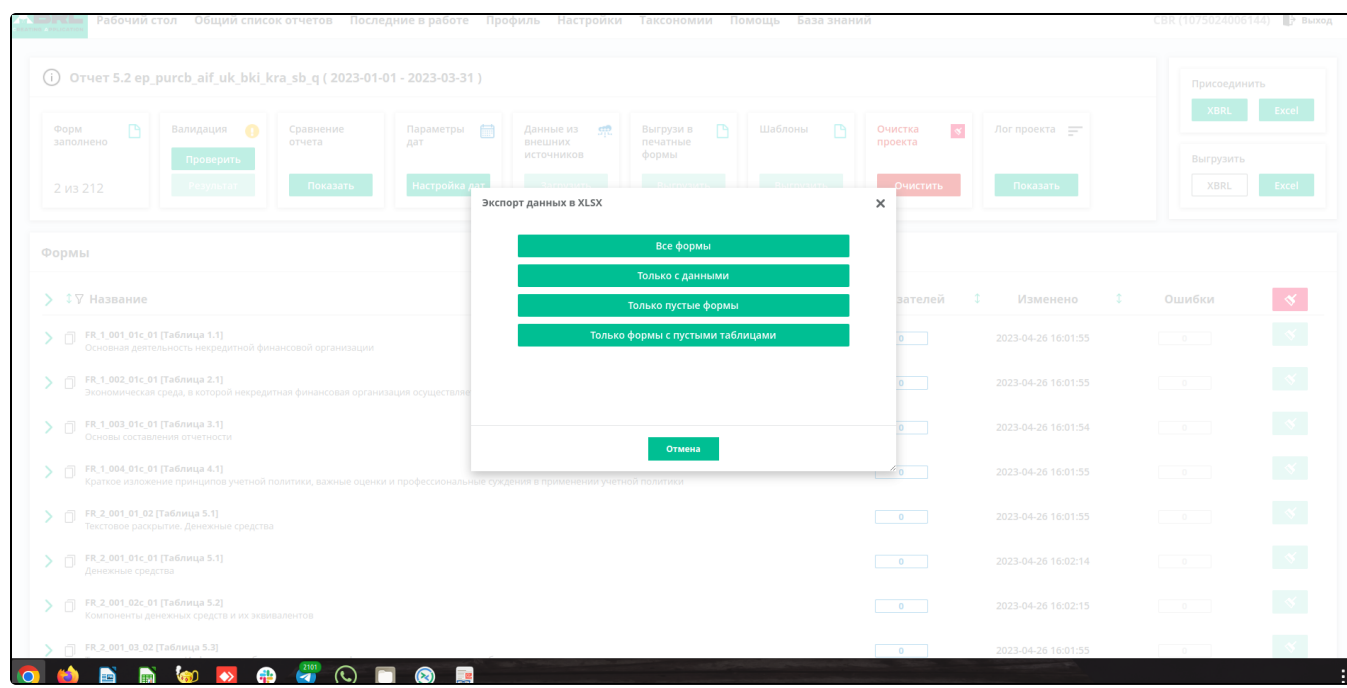 XBRL
Рабочий стол Общий список отчетов Последние в работе Профиль Настройки Таксономии Помощь База знаний CBR (1075024006144) Выход
Отчет 5.2 ep_purcb_aif_uk_bki_kra_sb_q ( 2023-01-01 - 2023-03-31 )
Присоединить
XBRL Excel
Выгрузить
XBRL Excel
Форм заполнено
2 из 212
Валидация
Проверить
Результат
Сравнение отчета
Показать
Параметры дат
Настройка дат
Данные из внешних источников
Выгрузи в печатные формы
Шаблоны
Очистка проекта
Очистить
Лог проекта
Показать
Экспорт данных в XLSX
Все формы
Только с данными
Только пустые формы
Только формы с пустыми таблицами
Отмена
Формы
Название зателей Изменено Ошибки
FR_1_001_01c_01 [Таблица 1.1] 0 2023-04-26 16:01:55 0
Основная деятельность некредитной финансовой организации
FR_1_002_01c_01 [Таблица 2.1] 0 2023-04-26 16:01:55 0
Экономическая среда, в которой некредитная финансовая организация осуществляе
FR_1_003_01c_01 [Таблица 3.1] 0 2023-04-26 16:01:54 0
Основы составления отчетности
FR_1_004_01c_01 [Таблица 4.1] 0 2023-04-26 16:01:55 0
Краткое изложение принципов учетной политики, важные оценки и профессиональные суждения в применении учетной политики
FR_2_001_01_02 [Таблица 5.1] 0 2023-04-26 16:01:55 0
Текстовое раскрытие. Денежные средства
FR_2_001_01c_01 [Таблица 5.1] 0 2023-04-26 16:02:14 0
Денежные средства
FR_2_001_02c_01 [Таблица 5.2] 0 2023-04-26 16:02:15 0
Компоненты денежных средств и их эквивалентов
FR_2_001_03_02 [Таблица 5.3] 0 2023-04-26 16:01:55 0
2101